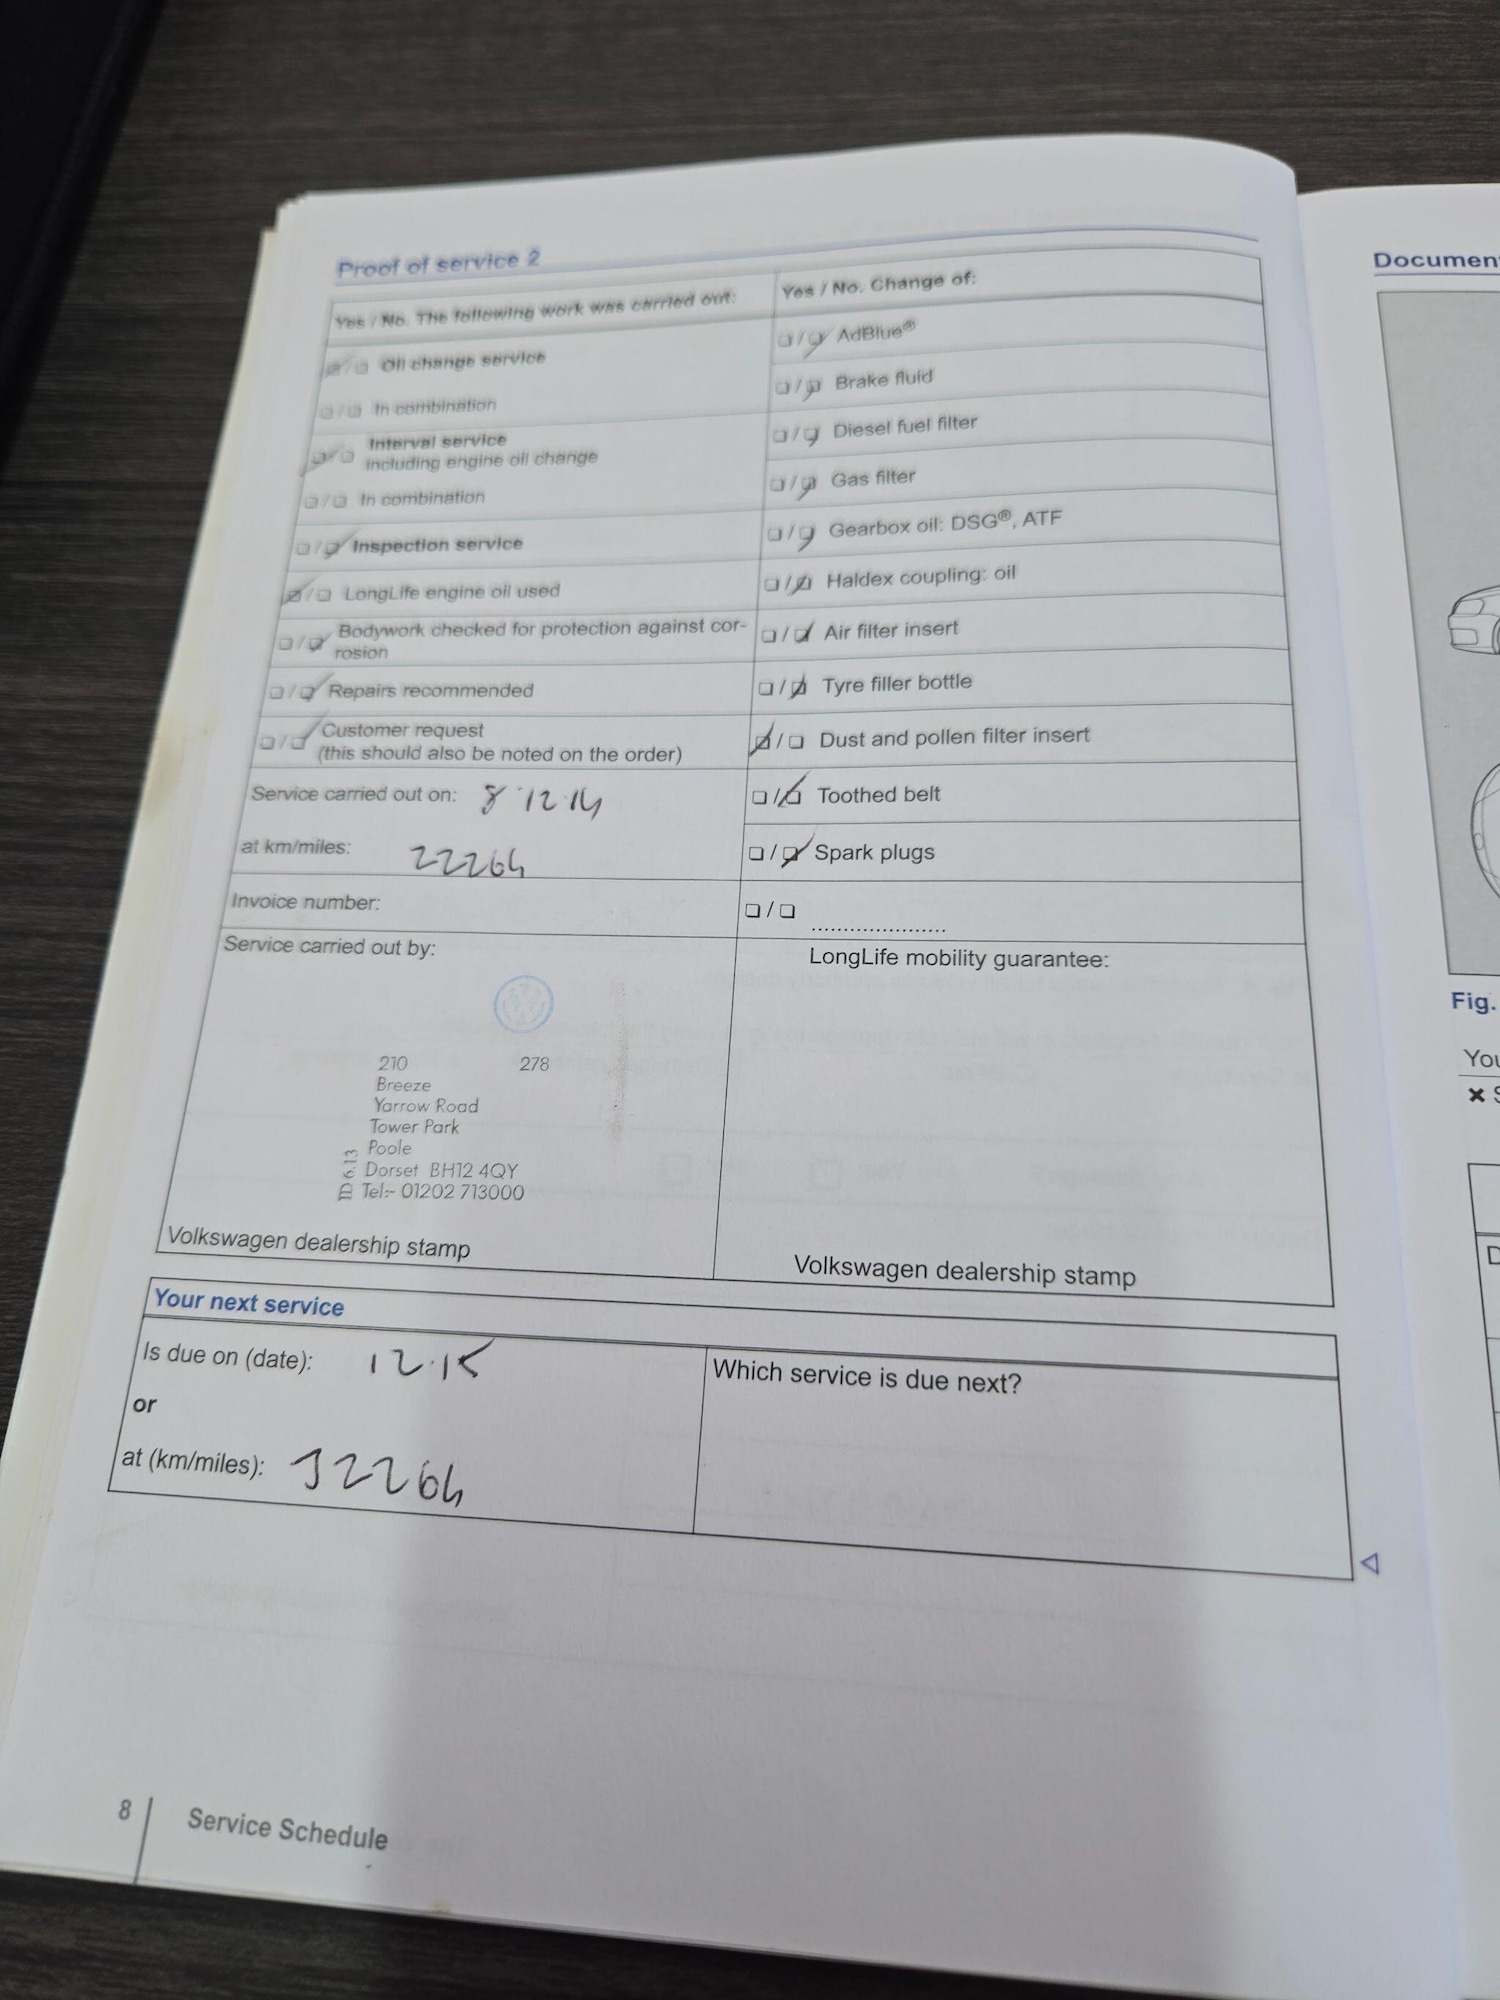 Proof of service 2
Yes / No. The following work was carried out:
Oil change service
In combination
Interval service
including engine oil change
In combination
Inspection service
LongLife engine oil used
Bodywork checked for protection against cor-
rosion
Repairs recommended
Customer request
(this should also be noted on the order)
Service carried out on: 8.12.14
at km/miles: 22264
Invoice number:
Service carried out by:
210 278
Breeze
Yarrow Road
Tower Park
Poole
Dorset BH12 4QY
Tel:- 01202 713000
ID 6.13
Volkswagen dealership stamp
Yes / No. Change of:
AdBlue®
Brake fluid
Diesel fuel filter
Gas filter
Gearbox oil: DSG®, ATF
Haldex coupling: oil
Air filter insert
Tyre filler bottle
Dust and pollen filter insert
Toothed belt
Spark plugs
LongLife mobility guarantee:
Volkswagen dealership stamp
Your next service
Is due on (date): 12.15
or
at (km/miles): 32264
Which service is due next?
8
Service Schedule
Document
Fig.
You